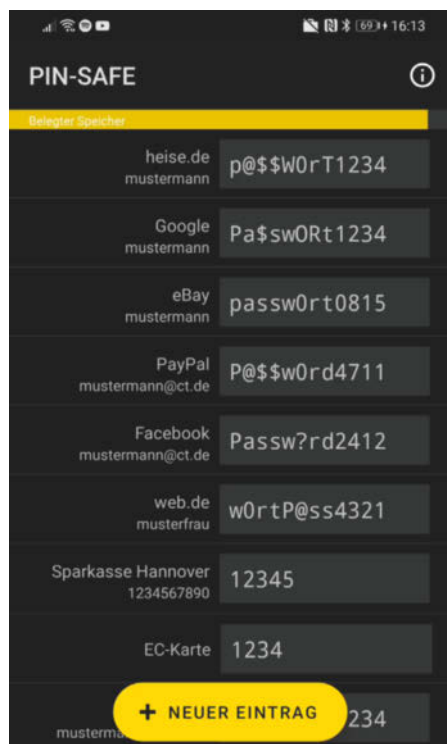 69 16:13
PIN-SAFE
Belegter Speicher
heise.de
mustermann
p@$$W0rT1234
Google
mustermann
Pa$swORt1234
eBay
mustermann
passw0rt0815
PayPal
mustermann@ct.de
P@$$w0rd4711
Facebook
mustermann@ct.de
Passw?rd2412
web.de
musterfrau
w0rtP@ss4321
Sparkasse Hannover
1234567890
12345
EC-Karte
1234
+ NEUER EINTRAG
234